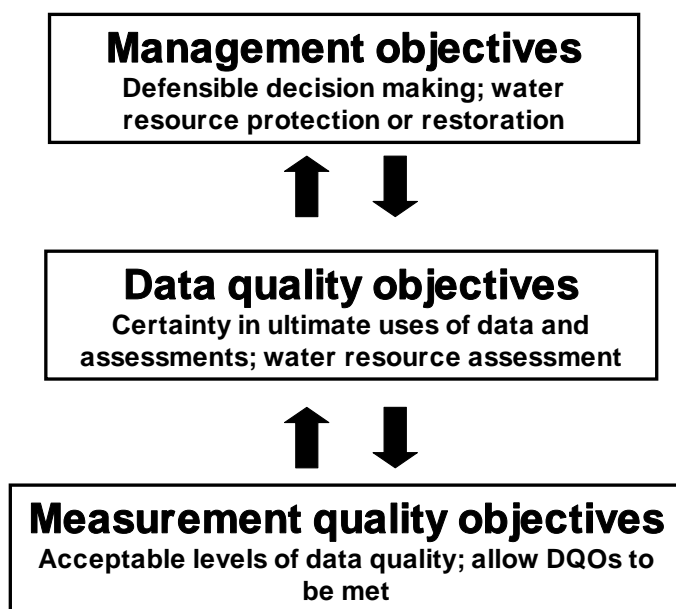 Management objectives
Defensible decision making; water
resource protection or restoration
Data quality objectives
Certainty in ultimate uses of data and
assessments; water resource assessment
Measurement quality objectives
Acceptable levels of data quality; allow DQOs to
be met